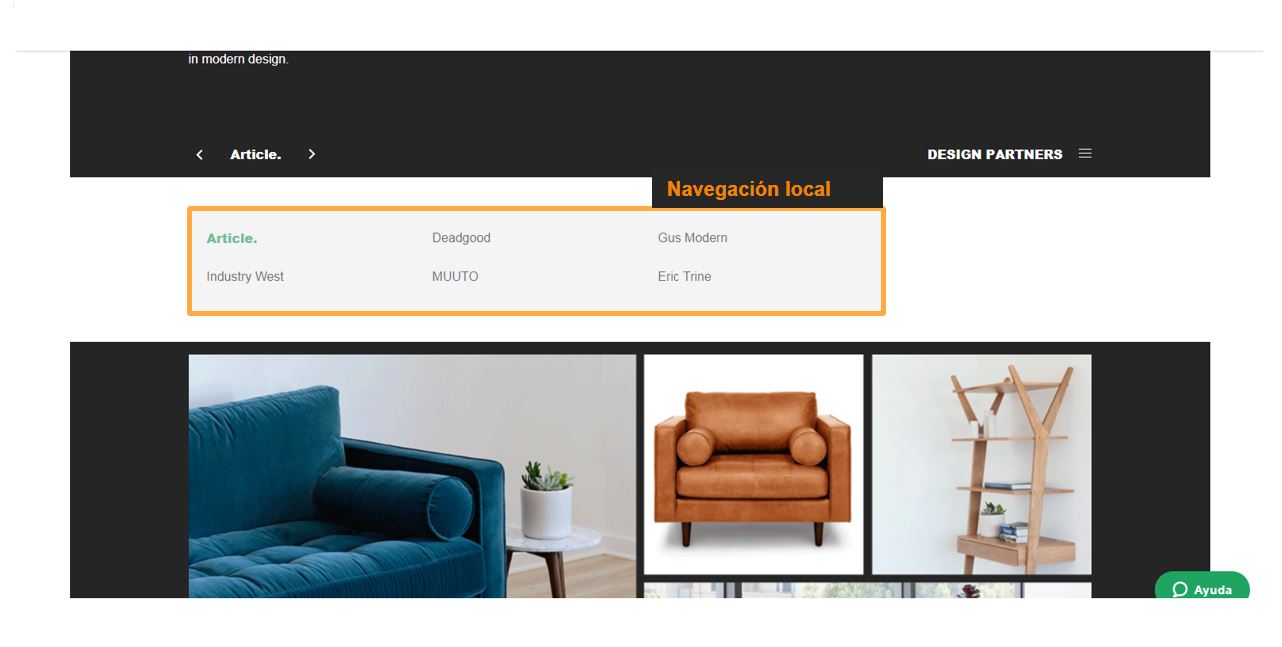 in modern design.
Article.
DESIGN PARTNERS
Navegación local
Article. Deadgood Gus Modern
Industry West MUUTO Eric Trine
Ayuda